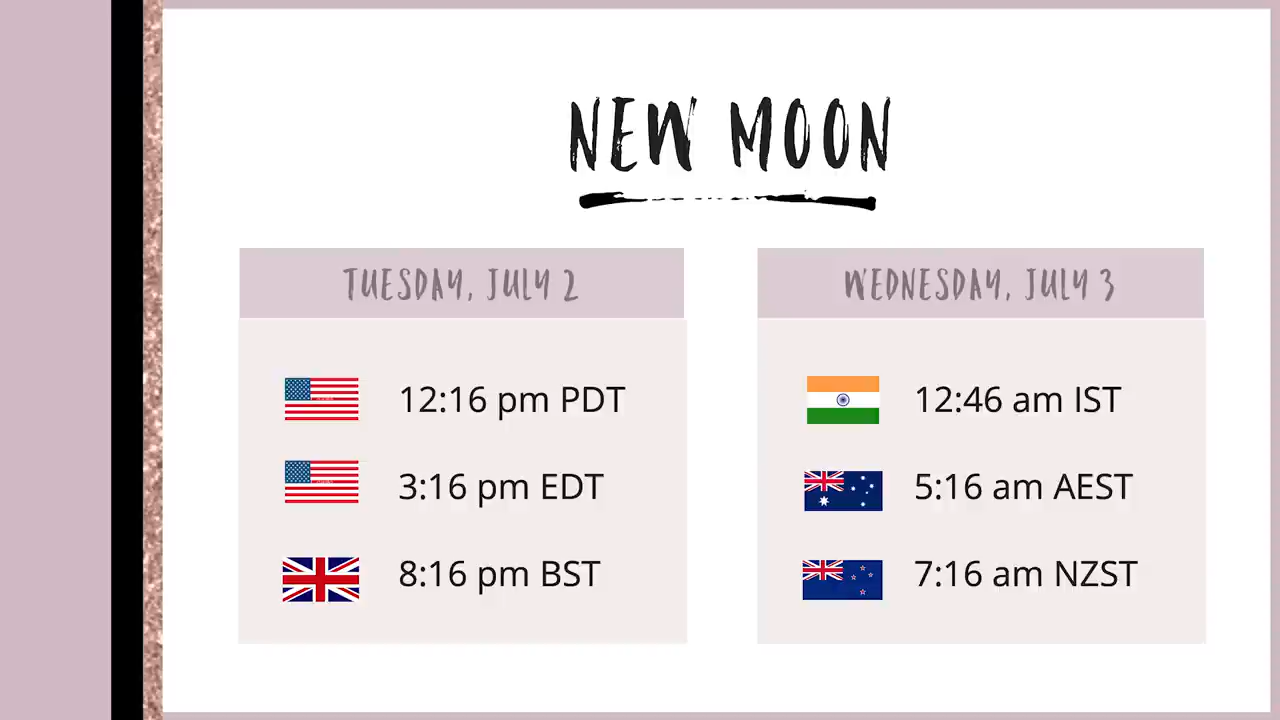 NEW MOON
TUESDAY, JULY 2
12:16 pm PDT
3:16 pm EDT
8:16 pm BST
WEDNESDAY, JULY 3
12:46 am IST
5:16 am AEST
7:16 am NZST